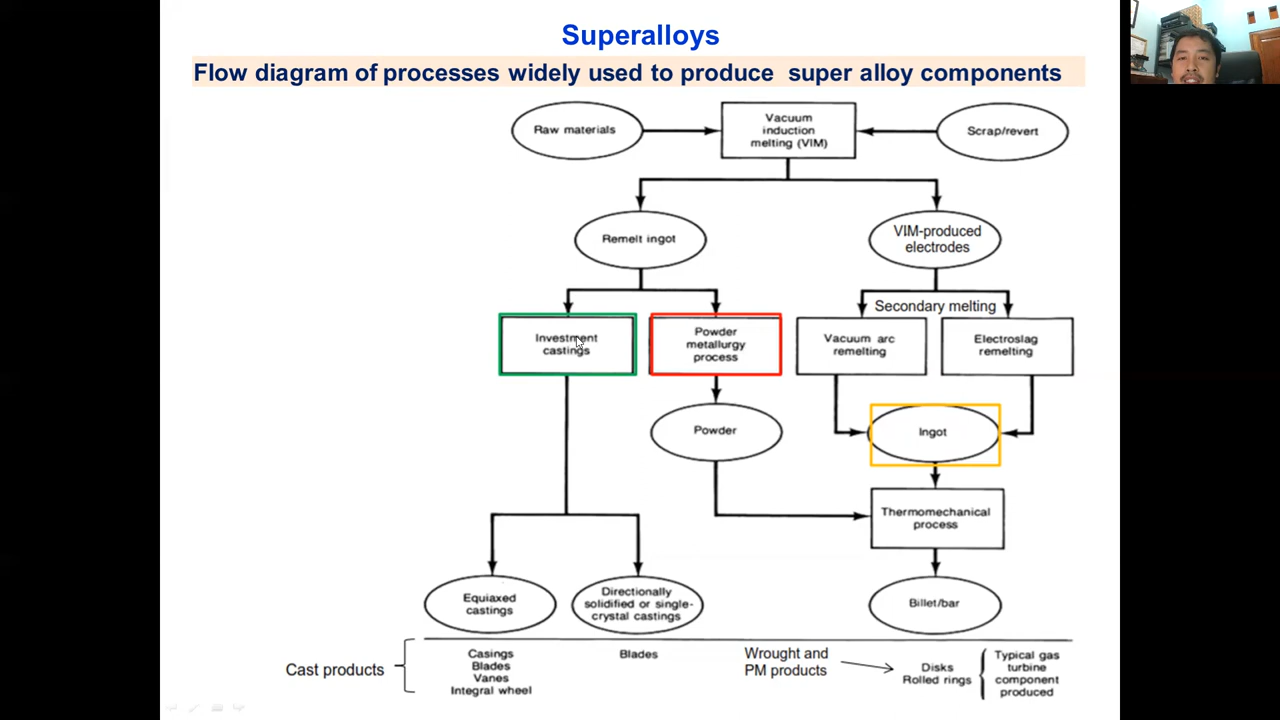 Superalloys
Flow diagram of processes widely used to produce super alloy components
Raw materials
Vacuum
induction
melting (VIM)
Scrap/revert
Remelt ingot
VIM-produced
electrodes
Secondary melting
Investment
castings
Powder
metallurgy
process
Vacuum arc
remelting
Electroslag
remelting
Powder
Ingot
Thermomechanical
process
Equiaxed
castings
Directionally
solidified or single-
crystal castings
Billet/bar
Cast products
Casings
Blades
Vanes
Integral wheel
Blades
Wrought and
PM products
Disks
Rolled rings
Typical gas
turbine
component
produced